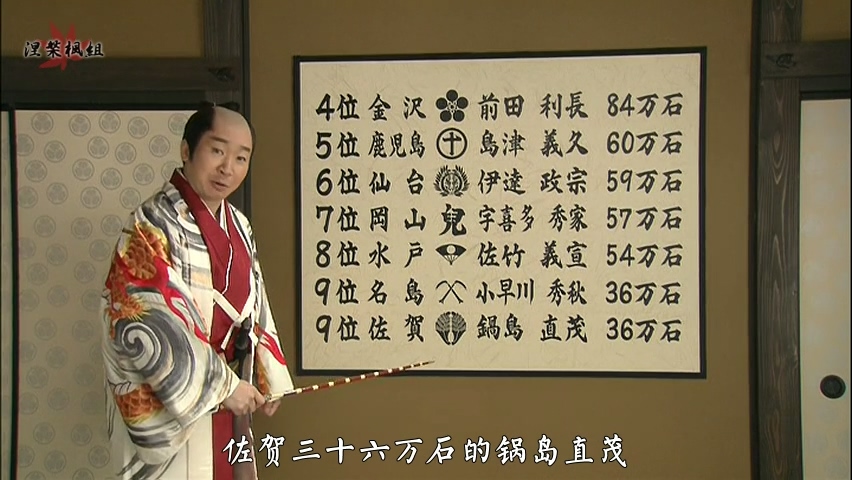 涅槃楓組
4位 金沢 前田 利長 84万石
5位 鹿児島 島津 義久 60万石
6位 仙台 伊達 政宗 59万石
7位 岡山 兒 宇喜多 秀家 57万石
8位 水戸 佐竹 義宣 54万石
9位 名島 小早川 秀秋 36万石
9位 佐賀 鍋島 直茂 36万石
佐贺三十六万石的锅岛直茂